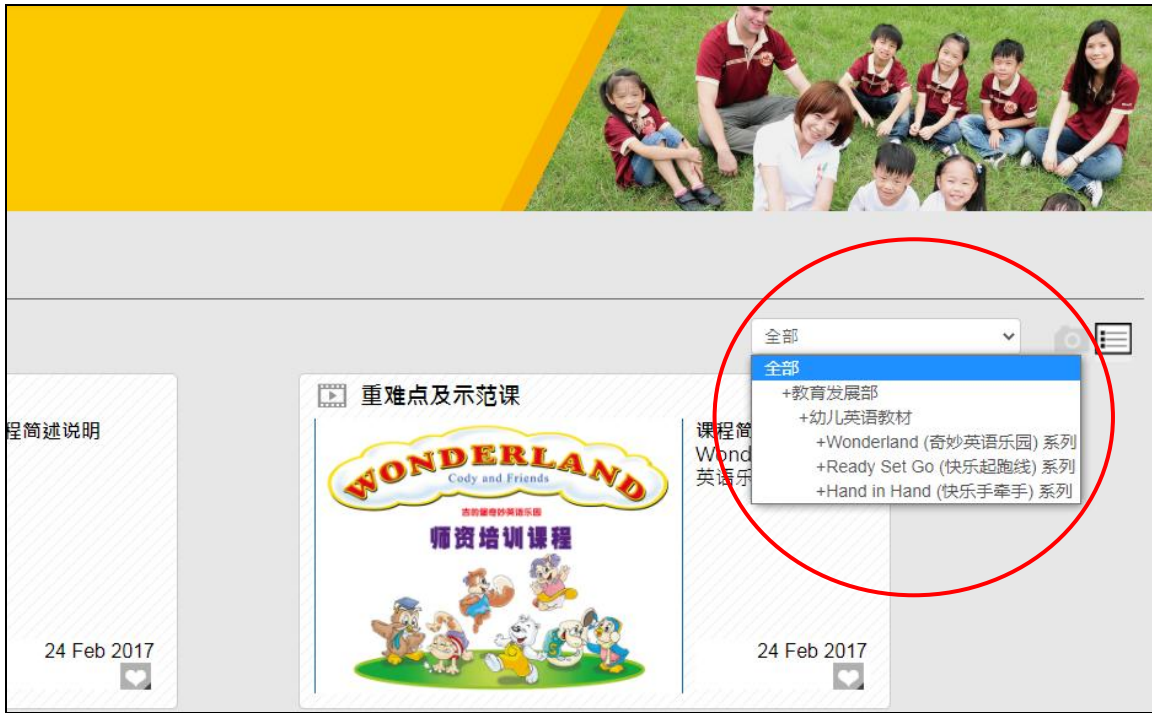 全部
全部
+教育发展部
+幼儿英语教材
+Wonderland (奇妙英语乐园) 系列
+Ready Set Go (快乐起跑线) 系列
+Hand in Hand (快乐手牵手) 系列
程简述说明
24 Feb 2017
重难点及示范课
WONDERLAND
Cody and Friends
吉的堡奇妙英语乐园
师资培训课程
课程简
Wond
英语乐
24 Feb 2017